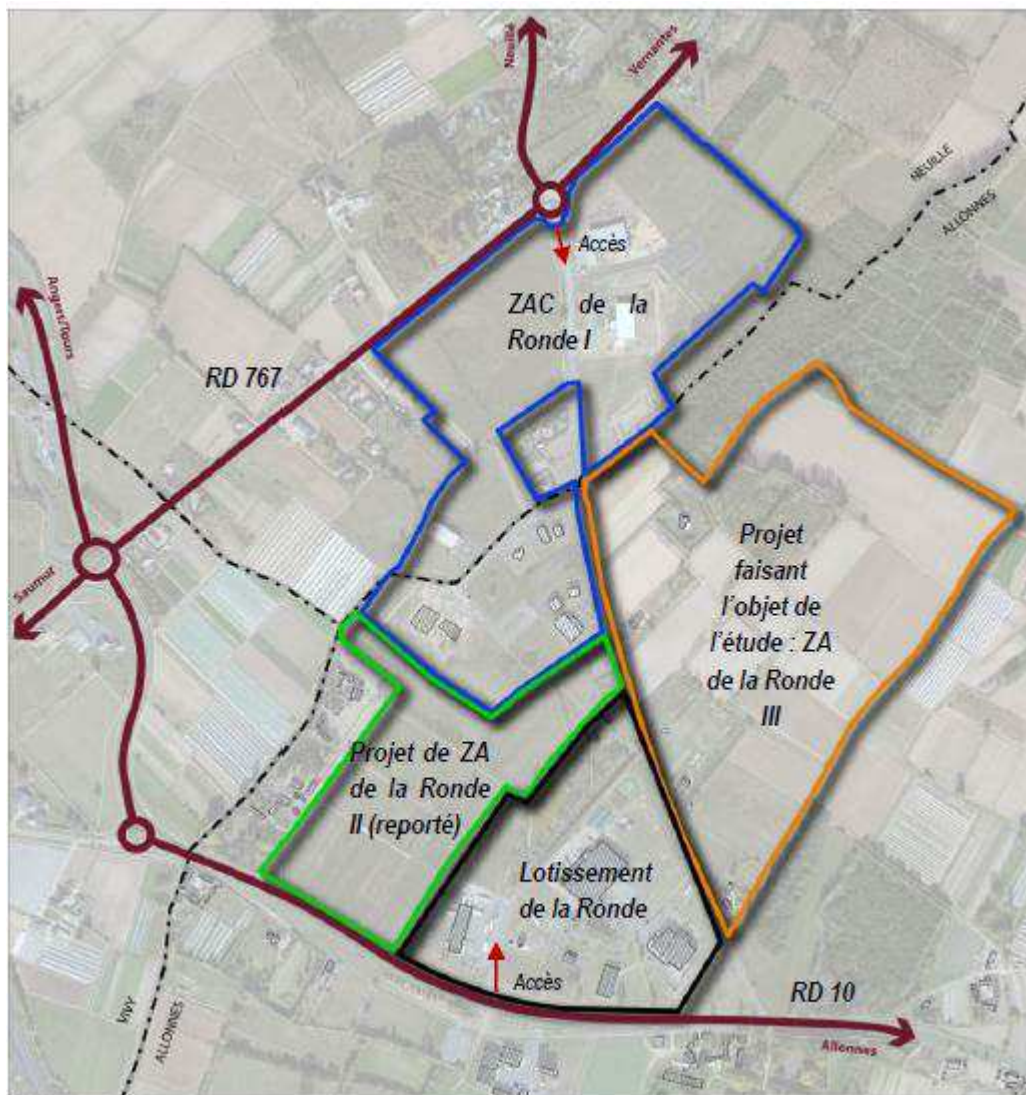 Neuillé
Vernantes
NEUILLE
ALLONNES
Accès
ZAC de la
Ronde I
Angers/Tours
RD 767
Saumur
Projet
faisant
l'objet de
l'étude : ZA
de la Ronde
III
Projet de ZA
de la Ronde
II (reporté)
Lotissement
de la Ronde
Accès
VIVY
ALLONNES
RD 10
Allonnes